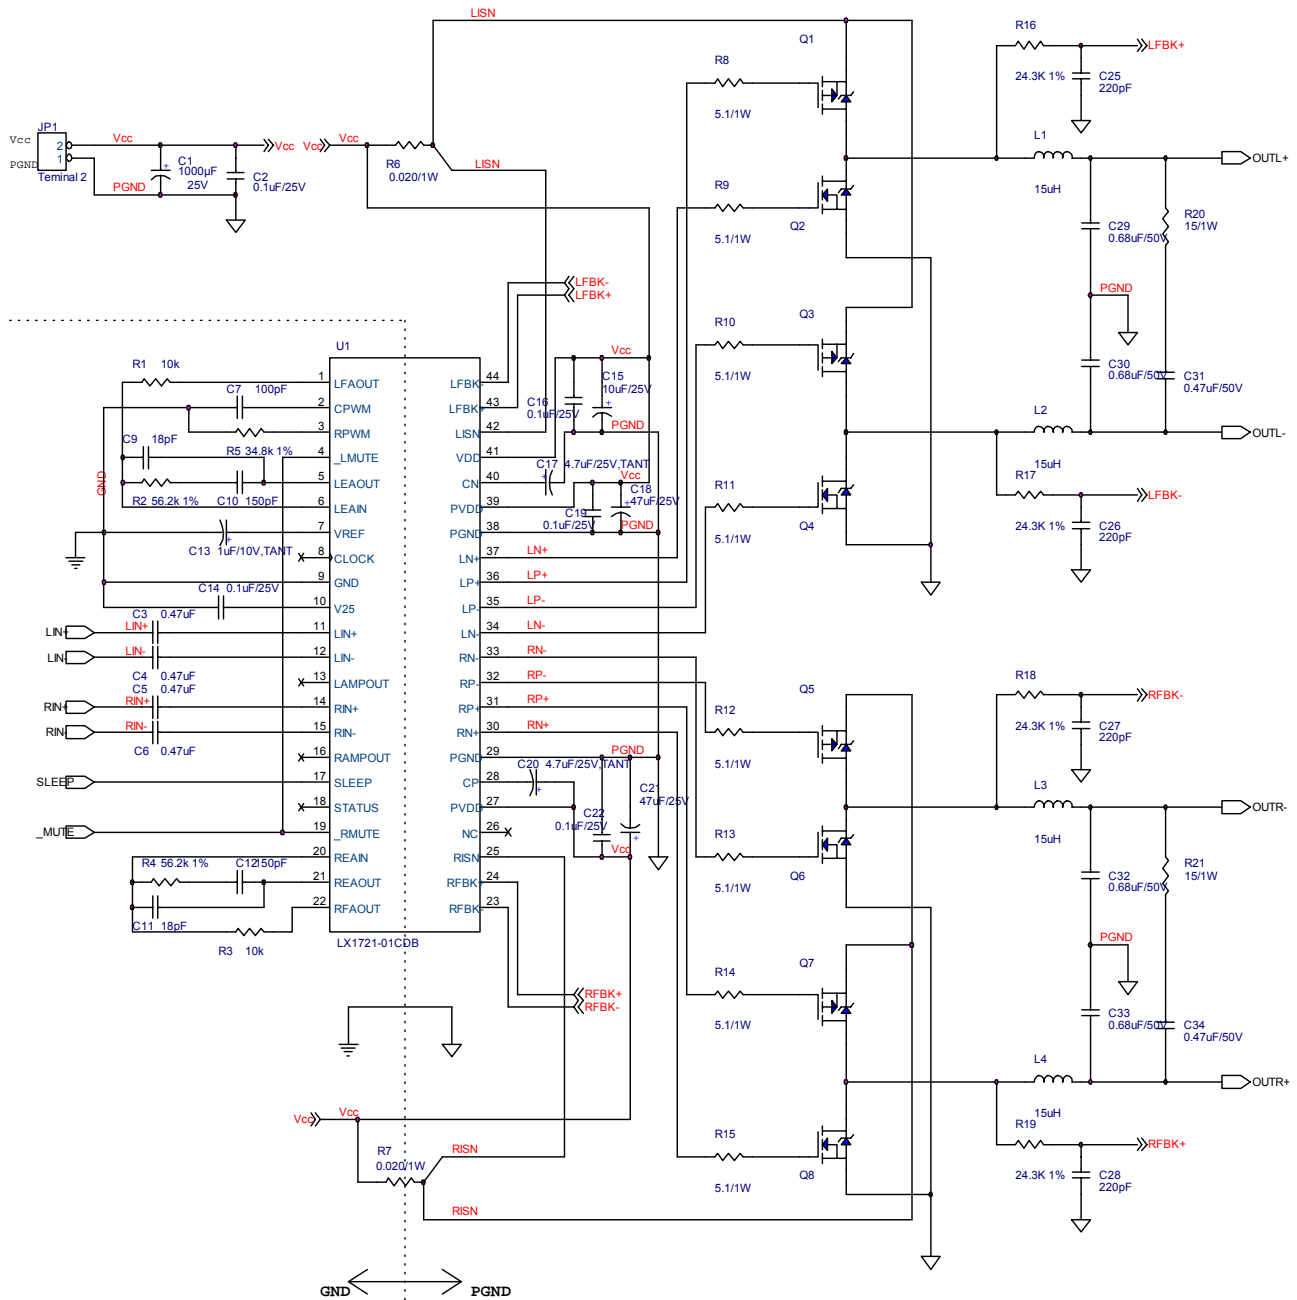 LISN
Q1
R16
LFBK+
24.3K 1%
C25
220pF
R8
5.1/1W
JP1
Vcc
2
PGND
1
Teminal 2
Vcc
PGND
C1
1000µF
25V
C2
0.1uF/25V
Vcc
Vcc
Vcc
R6
0.020/1W
LISN
L1
15uH
OUTL+
R9
5.1/1W
Q2
C29
0.68uF/50V
R20
15/1W
LFBK-
LFBK+
PGND
R10
5.1/1W
Q3
C30
0.68uF/50V
C31
0.47uF/50V
L2
15uH
OUTL-
R17
24.3K 1%
LFBK-
C26
220pF
R11
5.1/1W
Q4
U1
R1 10k
C7 100pF
C9 18pF
R5 34.8k 1%
GND
R2 56.2k 1%
C10 150pF
C13 1uF/10V,TANT
C14 0.1uF/25V
C3 0.47uF
LIN+
LIN+
LIN-
LIN-
C4 0.47uF
C5 0.47uF
RIN+
RIN+
RIN-
RIN-
C6 0.47uF
SLEEP
_MUTE
R4 56.2k 1%
C12 150pF
C11 18pF
R3 10k
1 LFAOUT
2 CPWM
3 RPWM
4 _LMUTE
5 LEAOUT
6 LEAIN
7 VREF
8 CLOCK
9 GND
10 V25
11 LIN+
12 LIN-
13 LAMPOUT
14 RIN+
15 RIN-
16 RAMPOUT
17 SLEEP
18 STATUS
19 _RMUTE
20 REAIN
21 REAOUT
22 RFAOUT
LFBK- 44
LFBK+ 43
LISN 42
VDD 41
CN 40
PVDD 39
PGND 38
LN+ 37
LP+ 36
LP- 35
LN- 34
RN- 33
RP- 32
RP+ 31
RN+ 30
PGND 29
CP 28
PVDD 27
NC 26
RISN 25
RFBK+ 24
RFBK- 23
LX1721-01CDB
Vcc
C15
10uF/25V
C16
0.1uF/25V
PGND
C17 4.7uF/25V,TANT
Vcc
C18
47uF/25V
C19
0.1uF/25V
PGND
LN+
LP+
LP-
LN-
RN-
RP-
RP+
RN+
PGND
C20 4.7uF/25V,TANT
C21
47uF/25V
C22
0.1uF/25V
Vcc
RFBK+
RFBK-
R12
5.1/1W
Q5
R18
24.3K 1%
RFBK-
C27
220pF
L3
15uH
OUTR-
R13
5.1/1W
Q6
C32
0.68uF/50V
R21
15/1W
PGND
R14
5.1/1W
Q7
C33
0.68uF/50V
C34
0.47uF/50V
L4
15uH
OUTR+
R19
24.3K 1%
RFBK+
C28
220pF
R15
5.1/1W
Q8
Vcc
Vcc
R7
0.020/1W
RISN
RISN
GND
PGND